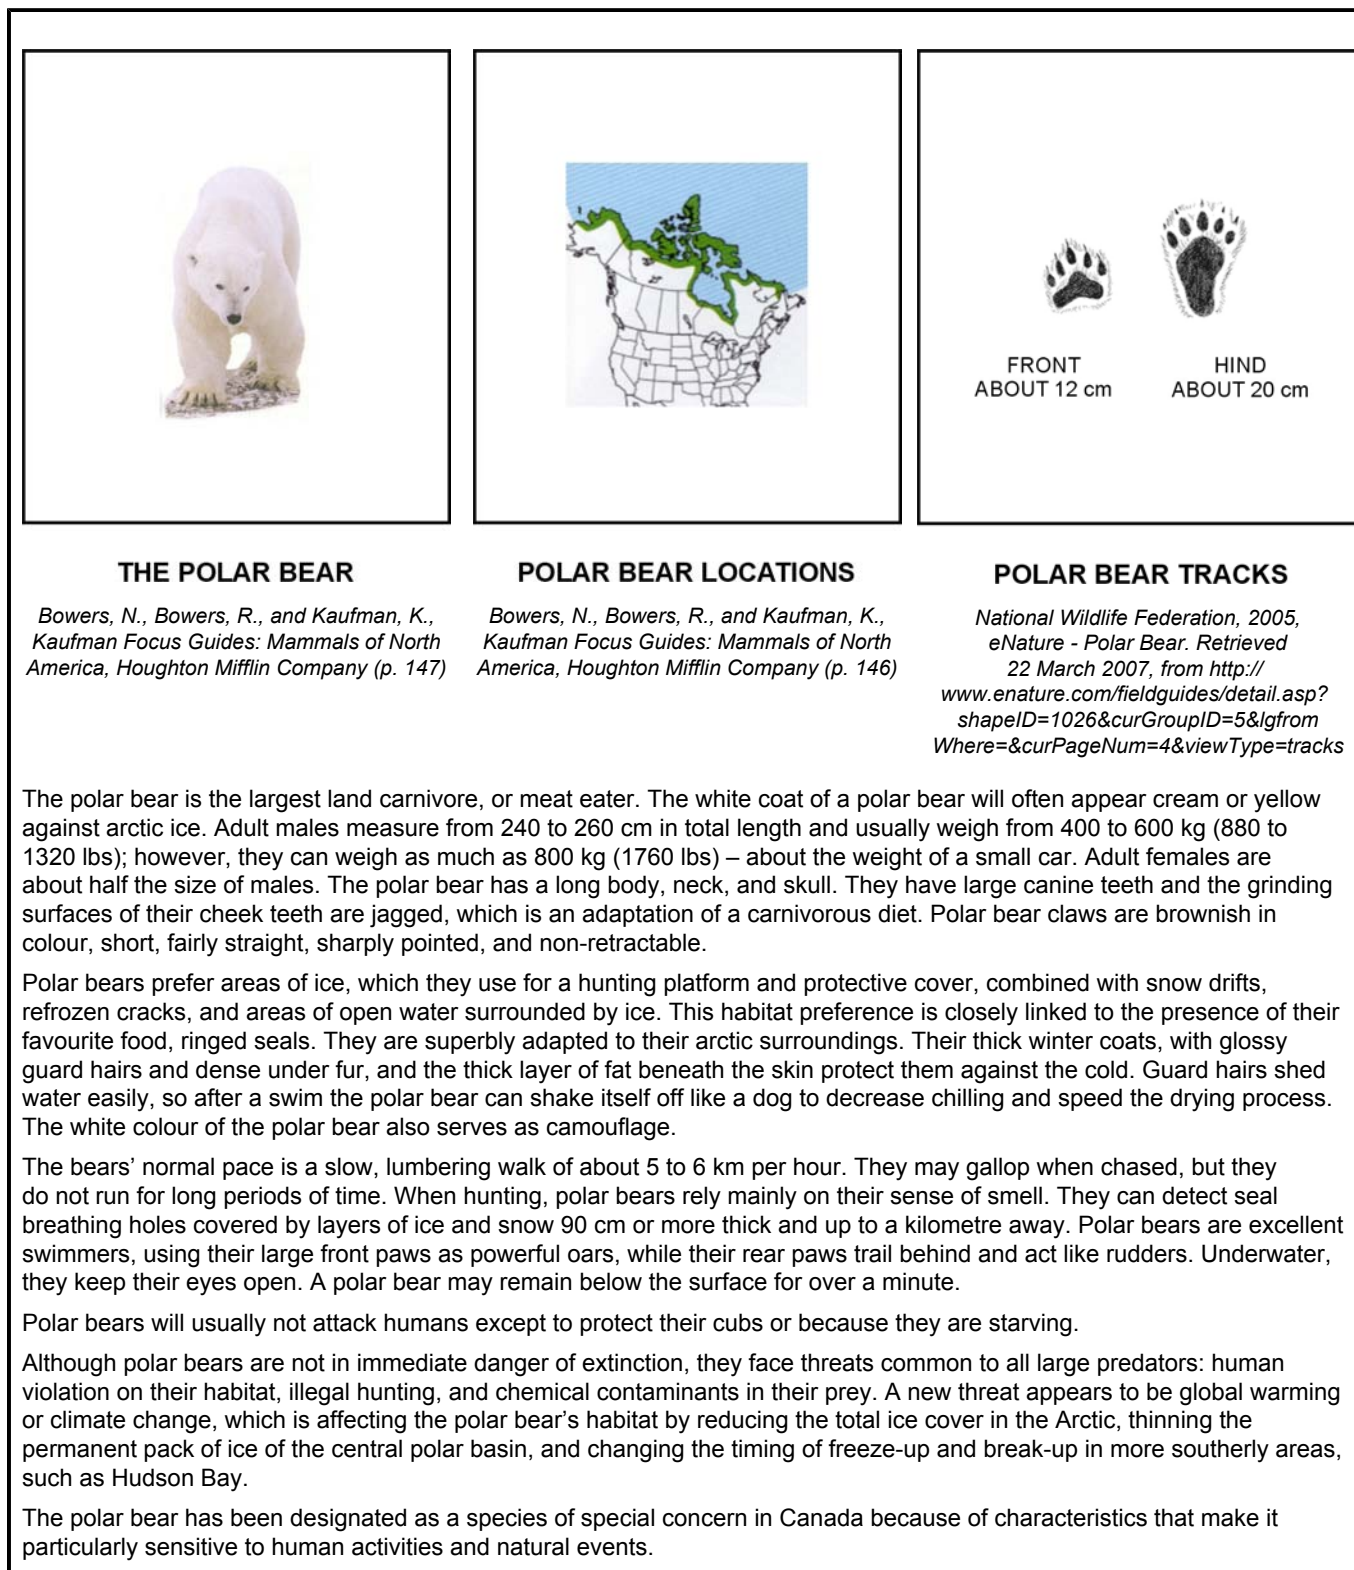 FRONT
ABOUT 12 cm
HIND
ABOUT 20 cm
THE POLAR BEAR
Bowers, N., Bowers, R., and Kaufman, K.,
Kaufman Focus Guides: Mammals of North
America, Houghton Mifflin Company (p. 147)
POLAR BEAR LOCATIONS
Bowers, N., Bowers, R., and Kaufman, K.,
Kaufman Focus Guides: Mammals of North
America, Houghton Mifflin Company (p. 146)
POLAR BEAR TRACKS
National Wildlife Federation, 2005,
eNature - Polar Bear. Retrieved
22 March 2007, from http://
www.enature.com/fieldguides/detail.asp?
shapeID=1026&curGroupID=5&lgfrom
Where=&curPageNum=4&viewType=tracks
The polar bear is the largest land carnivore, or meat eater. The white coat of a polar bear will often appear cream or yellow
against arctic ice. Adult males measure from 240 to 260 cm in total length and usually weigh from 400 to 600 kg (880 to
1320 lbs); however, they can weigh as much as 800 kg (1760 lbs) – about the weight of a small car. Adult females are
about half the size of males. The polar bear has a long body, neck, and skull. They have large canine teeth and the grinding
surfaces of their cheek teeth are jagged, which is an adaptation of a carnivorous diet. Polar bear claws are brownish in
colour, short, fairly straight, sharply pointed, and non-retractable.
Polar bears prefer areas of ice, which they use for a hunting platform and protective cover, combined with snow drifts,
refrozen cracks, and areas of open water surrounded by ice. This habitat preference is closely linked to the presence of their
favourite food, ringed seals. They are superbly adapted to their arctic surroundings. Their thick winter coats, with glossy
guard hairs and dense under fur, and the thick layer of fat beneath the skin protect them against the cold. Guard hairs shed
water easily, so after a swim the polar bear can shake itself off like a dog to decrease chilling and speed the drying process.
The white colour of the polar bear also serves as camouflage.
The bears' normal pace is a slow, lumbering walk of about 5 to 6 km per hour. They may gallop when chased, but they
do not run for long periods of time. When hunting, polar bears rely mainly on their sense of smell. They can detect seal
breathing holes covered by layers of ice and snow 90 cm or more thick and up to a kilometre away. Polar bears are excellent
swimmers, using their large front paws as powerful oars, while their rear paws trail behind and act like rudders. Underwater,
they keep their eyes open. A polar bear may remain below the surface for over a minute.
Polar bears will usually not attack humans except to protect their cubs or because they are starving.
Although polar bears are not in immediate danger of extinction, they face threats common to all large predators: human
violation on their habitat, illegal hunting, and chemical contaminants in their prey. A new threat appears to be global warming
or climate change, which is affecting the polar bear's habitat by reducing the total ice cover in the Arctic, thinning the
permanent pack of ice of the central polar basin, and changing the timing of freeze-up and break-up in more southerly areas,
such as Hudson Bay.
The polar bear has been designated as a species of special concern in Canada because of characteristics that make it
particularly sensitive to human activities and natural events.